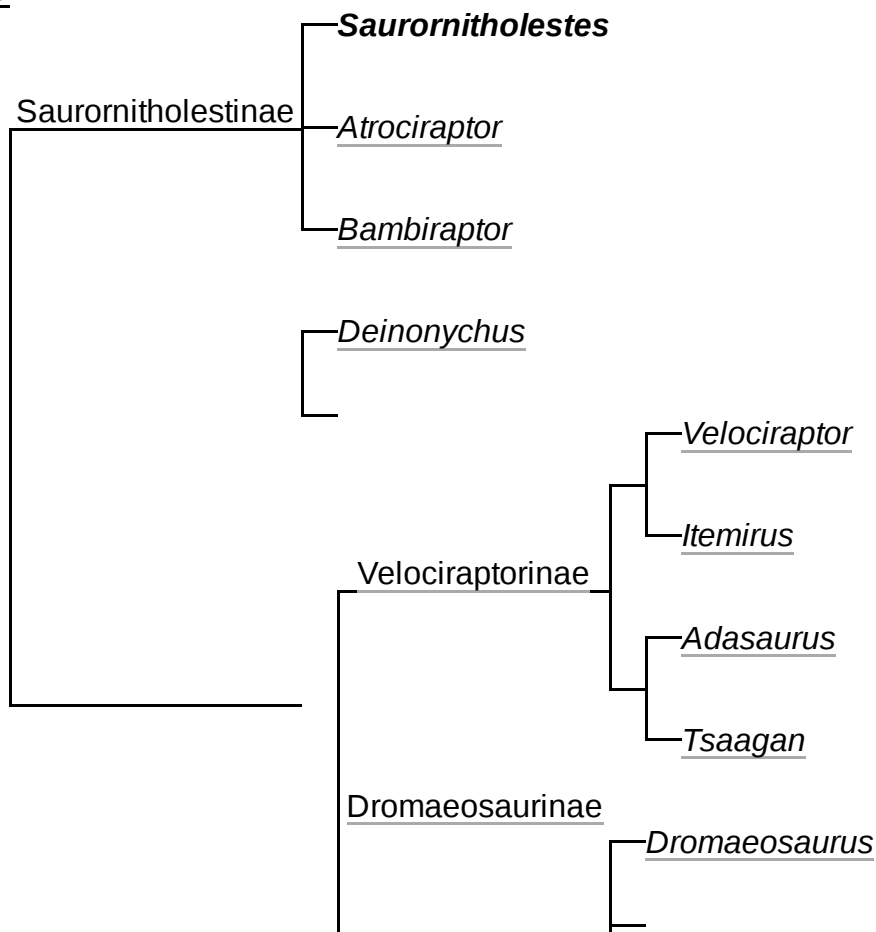 Saurornitholestes
Saurornitholestinae
Atrociraptor
Bambiraptor
Deinonychus
Velociraptor
Itemirus
Velociraptorinae
Adasaurus
Tsaagan
Dromaeosaurinae
Dromaeosaurus